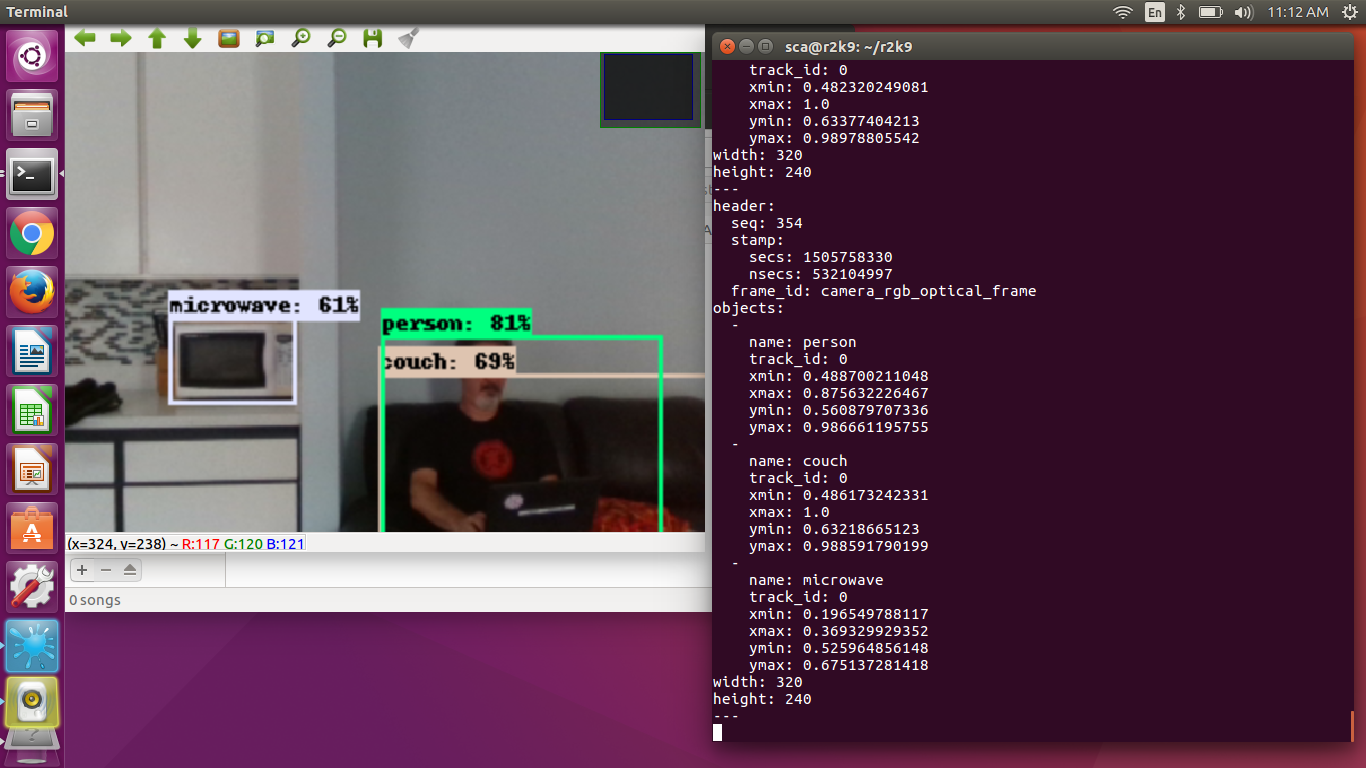 Terminal
En
11:12 AM
microwave: 61%
person: 81%
couch: 69%
(x=324, y=238) ~ R:117 G:120 B:121
0 songs
sca@r2k9: ~/r2k9
track_id: 0
xmin: 0.482320249081
xmax: 1.0
ymin: 0.63377404213
ymax: 0.98978805542
width: 320
height: 240
---
header:
seq: 354
stamp:
secs: 1505758330
nsecs: 532104997
frame_id: camera_rgb_optical_frame
objects:
-
name: person
track_id: 0
xmin: 0.488700211048
xmax: 0.875632226467
ymin: 0.560879707336
ymax: 0.986661195755
-
name: couch
track_id: 0
xmin: 0.486173242331
xmax: 1.0
ymin: 0.63218665123
ymax: 0.988591790199
-
name: microwave
track_id: 0
xmin: 0.196549788117
xmax: 0.369329929352
ymin: 0.525964856148
ymax: 0.675137281418
width: 320
height: 240
---